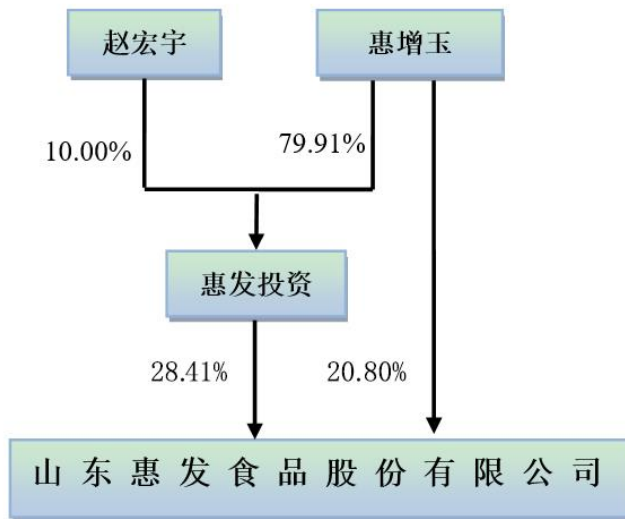 赵宏宇
惠增玉
10.00%
79.91%
惠发投资
28.41%
20.80%
山东惠发食品股份有限公司